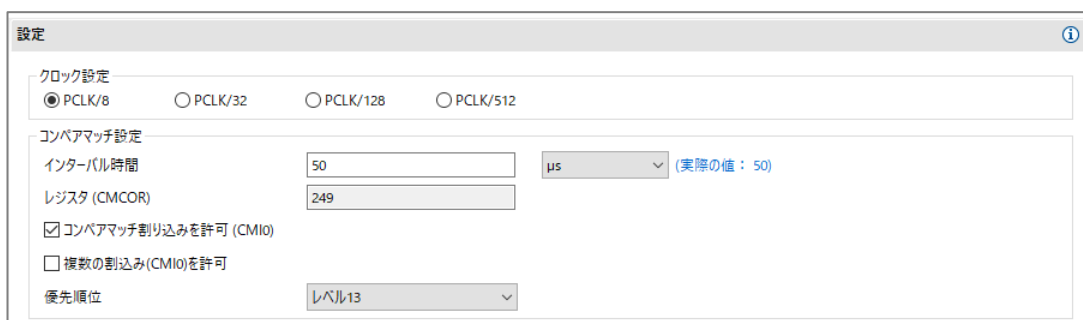 設定
クロック設定
PCLK/8 PCLK/32 PCLK/128 PCLK/512
コンペアマッチ設定
インターバル時間 50 µs (実際の値： 50)
レジスタ (CMCOR) 249
コンペアマッチ割り込みを許可 (CMI0)
複数の割込み(CMI0)を許可
優先順位 レベル13